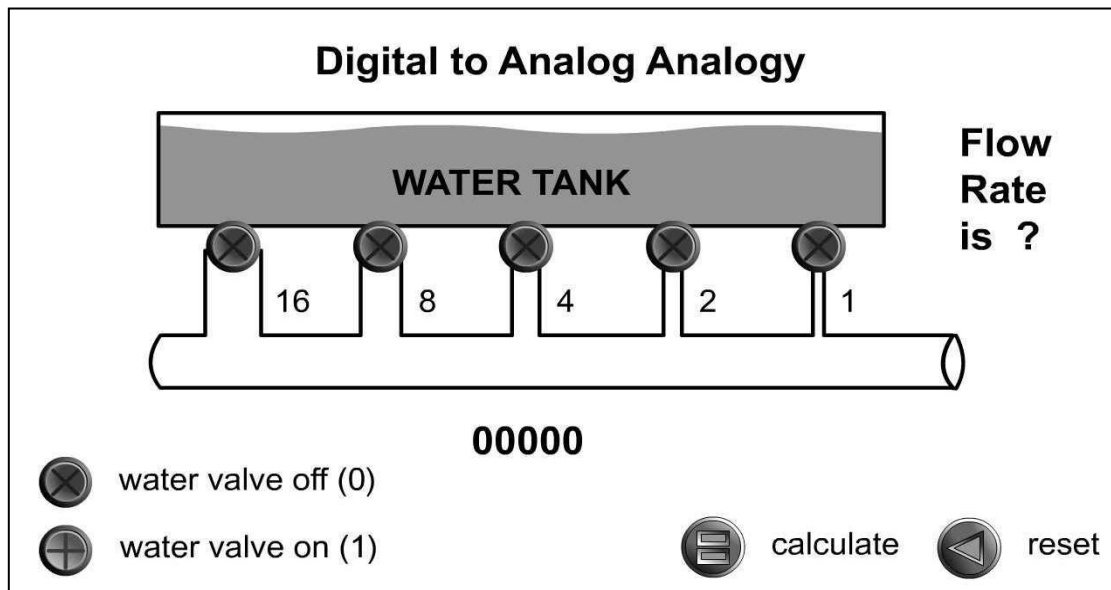 Digital to Analog Analogy
WATER TANK
Flow
Rate
is ?
16
8
4
2
1
00000
water valve off (0)
water valve on (1)
calculate
reset